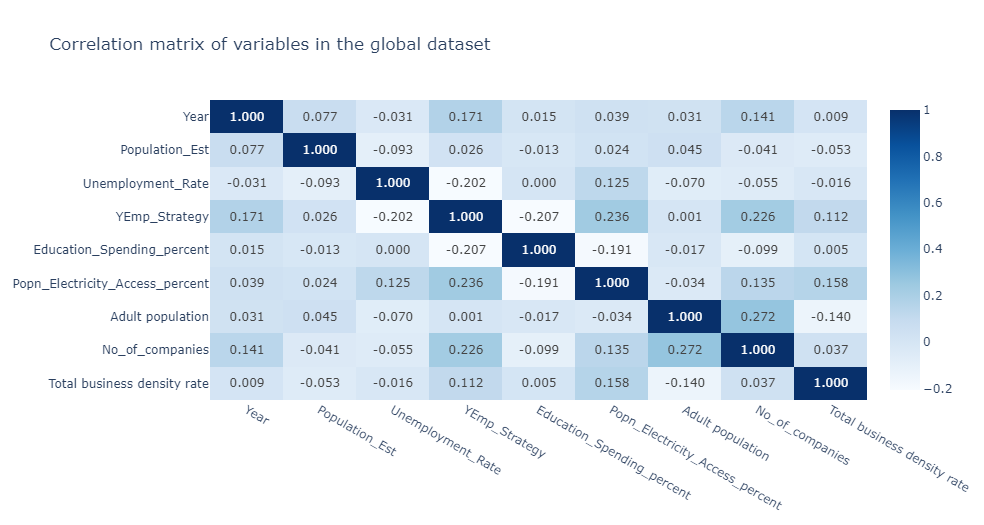 Correlation matrix of variables in the global dataset
Year 1.000 0.077 -0.031 0.171 0.015 0.039 0.031 0.141 0.009
Population_Est 0.077 1.000 -0.093 0.026 -0.013 0.024 0.045 -0.041 -0.053
Unemployment_Rate -0.031 -0.093 1.000 -0.202 0.000 0.125 -0.070 -0.055 -0.016
YEmp_Strategy 0.171 0.026 -0.202 1.000 -0.207 0.236 0.001 0.226 0.112
Education_Spending_percent 0.015 -0.013 0.000 -0.207 1.000 -0.191 -0.017 -0.099 0.005
Popn_Electricity_Access_percent 0.039 0.024 0.125 0.236 -0.191 1.000 -0.034 0.135 0.158
Adult population 0.031 0.045 -0.070 0.001 -0.017 -0.034 1.000 0.272 -0.140
No_of_companies 0.141 -0.041 -0.055 0.226 -0.099 0.135 0.272 1.000 0.037
Total business density rate 0.009 -0.053 -0.016 0.112 0.005 0.158 -0.140 0.037 1.000
Year
Population_Est
Unemployment_Rate
YEmp_Strategy
Education_Spending_percent
Popn_Electricity_Access_percent
Adult population
No_of_companies
Total business density rate
1
0.8
0.6
0.4
0.2
0
−0.2